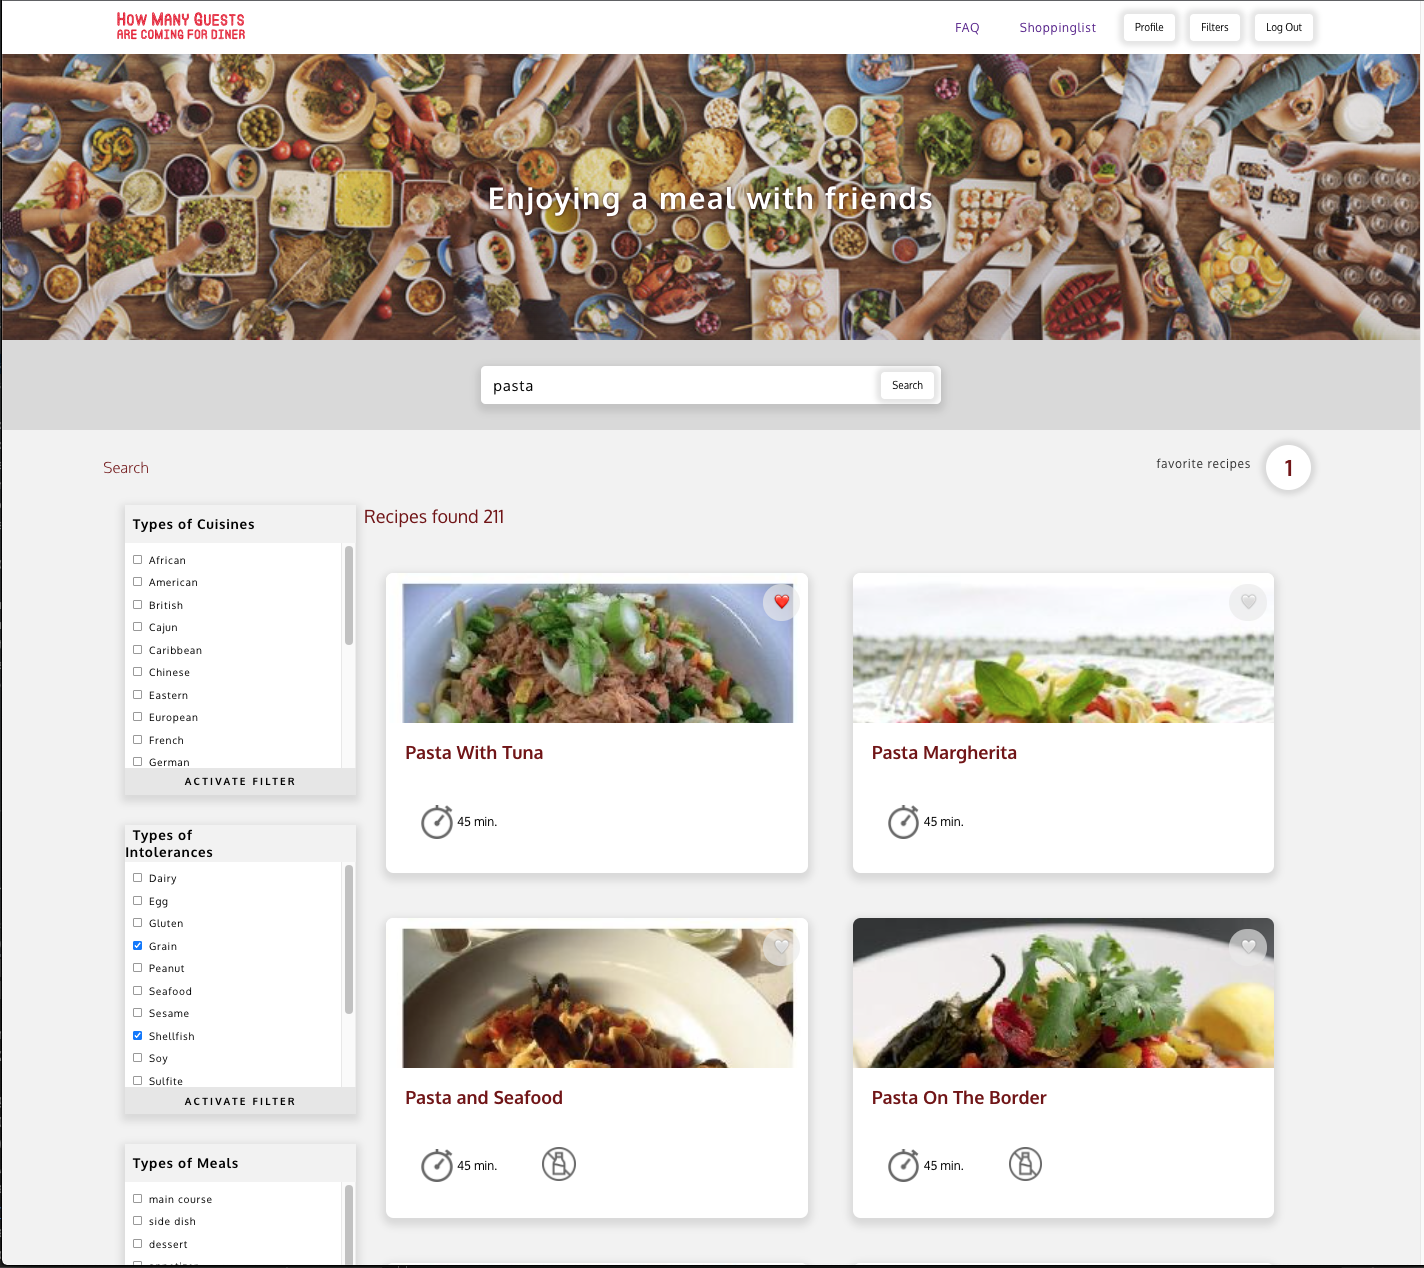 How Many Guests
are coming for diner
FAQ
Shoppinglist
Profile
Filters
Log Out
Enjoying a meal with friends
pasta
Search
Search
favorite recipes
1
Types of Cuisines
Recipes found 211
African
American
British
Cajun
Caribbean
Chinese
Eastern
European
French
German
ACTIVATE FILTER
Pasta With Tuna
45 min.
Pasta Margherita
45 min.
Types of
Intolerances
Dairy
Egg
Gluten
Grain
Peanut
Seafood
Sesame
Shellfish
Soy
Sulfite
ACTIVATE FILTER
Pasta and Seafood
45 min.
Pasta On The Border
45 min.
Types of Meals
main course
side dish
dessert